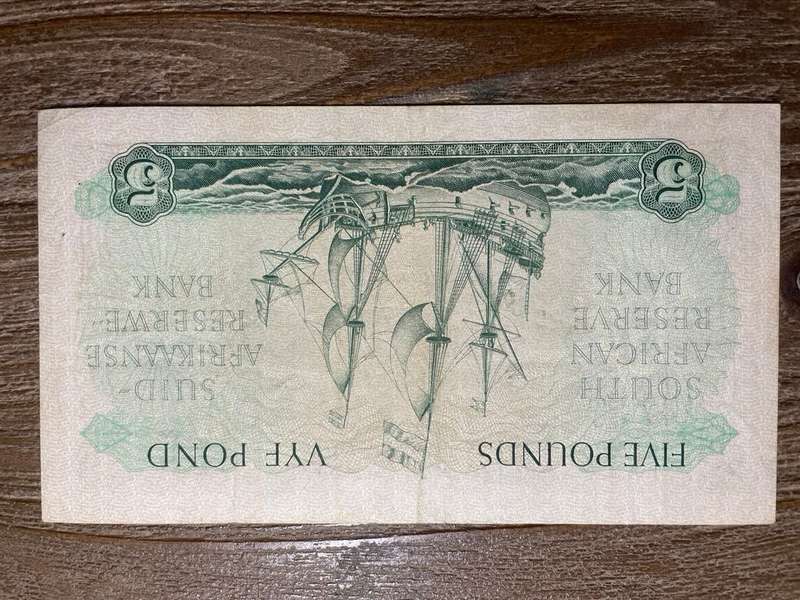 FIVE POUNDS
VYF POND
SOUTH
AFRICAN
RESERVE
BANK
SUID-
AFRIKAANSE
RESERWE-
BANK
5
5